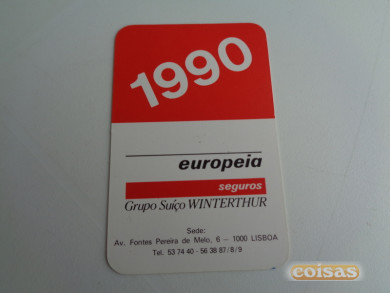 1990
europeia
seguros
Grupo Suiço WINTERTHUR
Sede:
Av. Fontes Pereira de Melo, 6 – 1000 LISBOA
Tel. 53 74 40 - 56 38 87/8/9
coisas